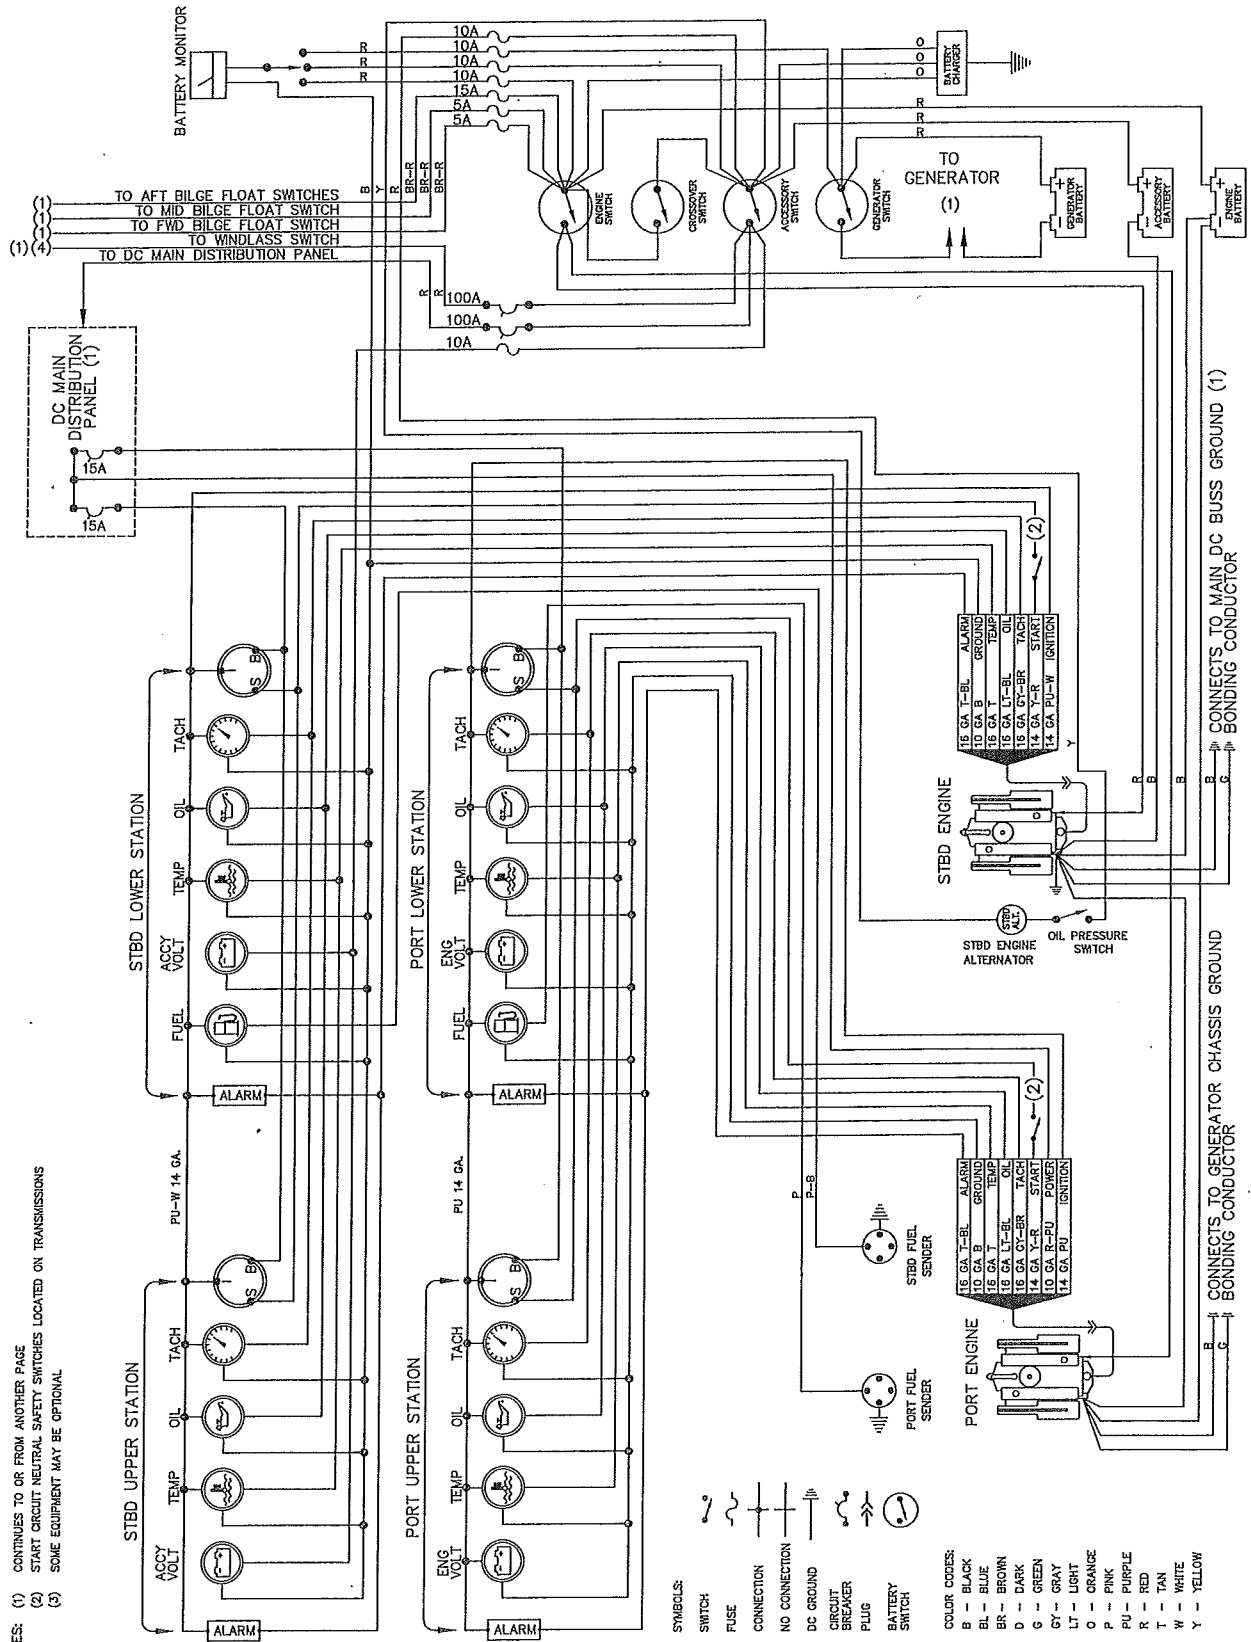 BATTERY MONITOR
R
R
R
10A
10A
10A
10A
15A
5A
5A
O
O
O
BATTERY CHARGER
R
R
R
B
Y
R
BR-R
BR-R
BR-R
(1) TO AFT BILGE FLOAT SWITCHES
(1) TO MID BILGE FLOAT SWITCH
(1) TO FWD BILGE FLOAT SWITCH
(1)(4) TO WINDLASS SWITCH
TO DC MAIN DISTRIBUTION PANEL
ENGINE SWITCH
CROSSOVER SWITCH
ACCESSORY SWITCH
GENERATOR SWITCH
TO GENERATOR
(1)
+ -
GENERATOR BATTERY
+ -
ACCESSORY BATTERY
+ -
ENGINE BATTERY
R
R
100A
100A
10A
DC MAIN DISTRIBUTION PANEL (1)
15A
15A
STBD LOWER STATION
I
S
B
TACH
OIL
TEMP
ACCY VOLT
FUEL
ALARM
PORT LOWER STATION
I
S
B
TACH
OIL
TEMP
ENG VOLT
FUEL
ALARM
PU-W 14 GA.
PU 14 GA.
STBD UPPER STATION
I
S
B
TACH
OIL
TEMP
ACCY VOLT
ALARM
PORT UPPER STATION
I
S
B
TACH
OIL
TEMP
ENG VOLT
ALARM
(2)
16 GA T-BL ALARM
10 GA B GROUND
16 GA T TEMP
16 GA LT-BL OIL
16 GA GY-BR TACH
14 GA Y-R START
14 GA PU-W IGNITION
STBD ENGINE
Y
R
B
B
B
G
CONNECTS TO MAIN DC BUSS GROUND (1)
BONDING CONDUCTOR
STBD ALT.
STBD ENGINE ALTERNATOR
OIL PRESSURE SWITCH
(2)
16 GA T-BL ALARM
10 GA B GROUND
16 GA T TEMP
16 GA LT-BL OIL
16 GA GY-BR TACH
14 GA Y-R START
10 GA R-PU POWER
14 GA PU IGNITION
PORT ENGINE
B
G
CONNECTS TO GENERATOR CHASSIS GROUND
BONDING CONDUCTOR
P
P-B
STBD FUEL SENDER
PORT FUEL SENDER
ES: (1) CONTINUES TO OR FROM ANOTHER PAGE
(2) START CIRCUIT NEUTRAL SAFETY SWITCHES LOCATED ON TRANSMISSIONS
(3) SOME EQUIPMENT MAY BE OPTIONAL
SYMBOLS:
SWITCH
FUSE
CONNECTION
NO CONNECTION
DC GROUND
CIRCUIT BREAKER
PLUG
BATTERY SWITCH
COLOR CODES:
B - BLACK
BL - BLUE
BR - BROWN
D - DARK
G - GREEN
GY - GRAY
LT - LIGHT
O - ORANGE
P - PINK
PU - PURPLE
R - RED
T - TAN
W - WHITE
Y - YELLOW